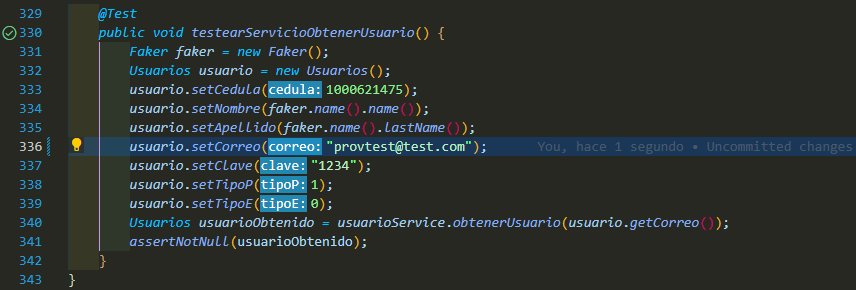 329 @Test
330 public void testearServicioObtenerUsuario() {
331 Faker faker = new Faker();
332 Usuarios usuario = new Usuarios();
333 usuario.setCedula(cedula:1000621475);
334 usuario.setNombre(faker.name().name());
335 usuario.setApellido(faker.name().lastName());
336 usuario.setCorreo(correo:"provtest@test.com"); You, hace 1 segundo • Uncommitted changes
337 usuario.setClave(clave:"1234");
338 usuario.setTipoP(tipoP:1);
339 usuario.setTipoE(tipoE:0);
340 Usuarios usuarioObtenido = usuarioService.obtenerUsuario(usuario.getCorreo());
341 assertNotNull(usuarioObtenido);
342 }
343 }